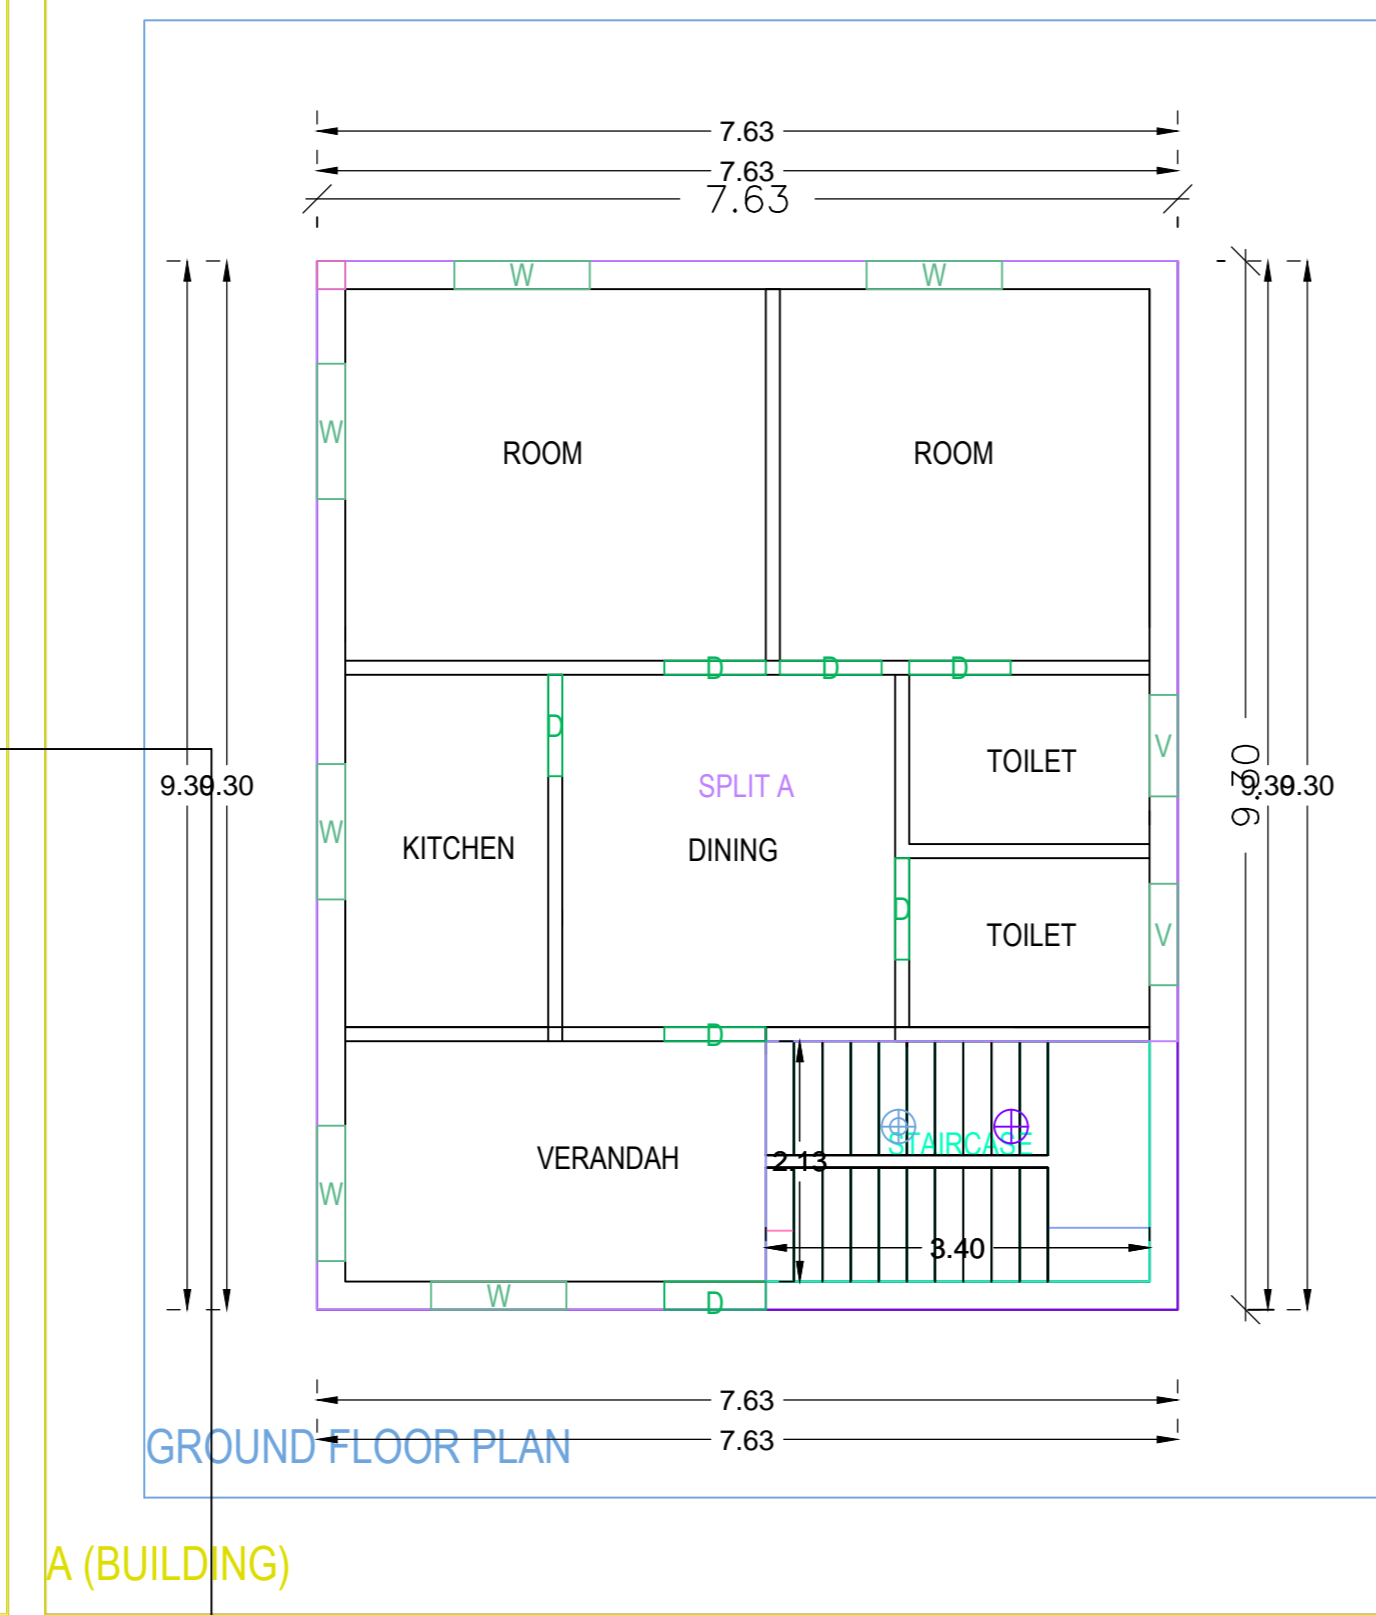 7.63
7.63
7.63
W W
W
ROOM ROOM
D D D
D
TOILET V
SPLIT A
9.30 9.30
9.30 9.30 9.30
W
KITCHEN
DINING
D
TOILET V
D
STAIRCASE
VERANDAH
2.13
W
3.40
W
D
7.63
7.63
GROUND FLOOR PLAN
A (BUILDING)